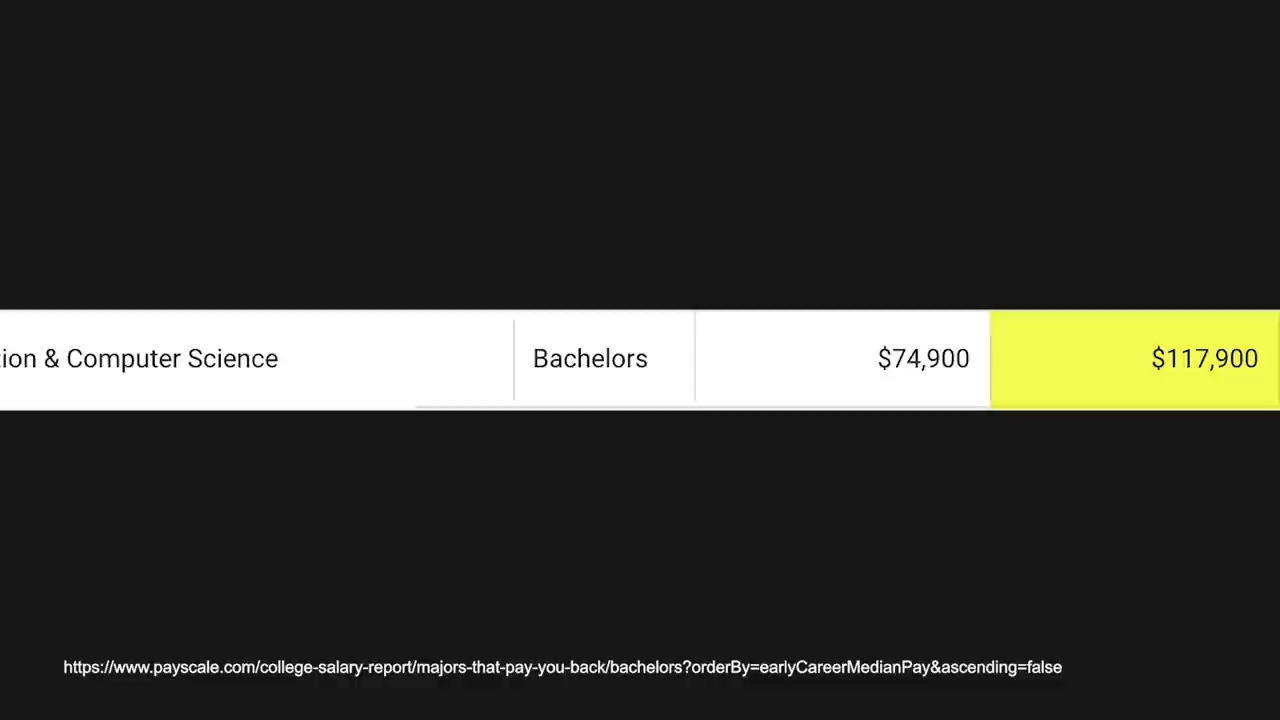 tion & Computer Science Bachelors $74,900 $117,900
https://www.payscale.com/college-salary-report/majors-that-pay-you-back/bachelors?orderBy=earlyCareerMedianPay&ascending=false